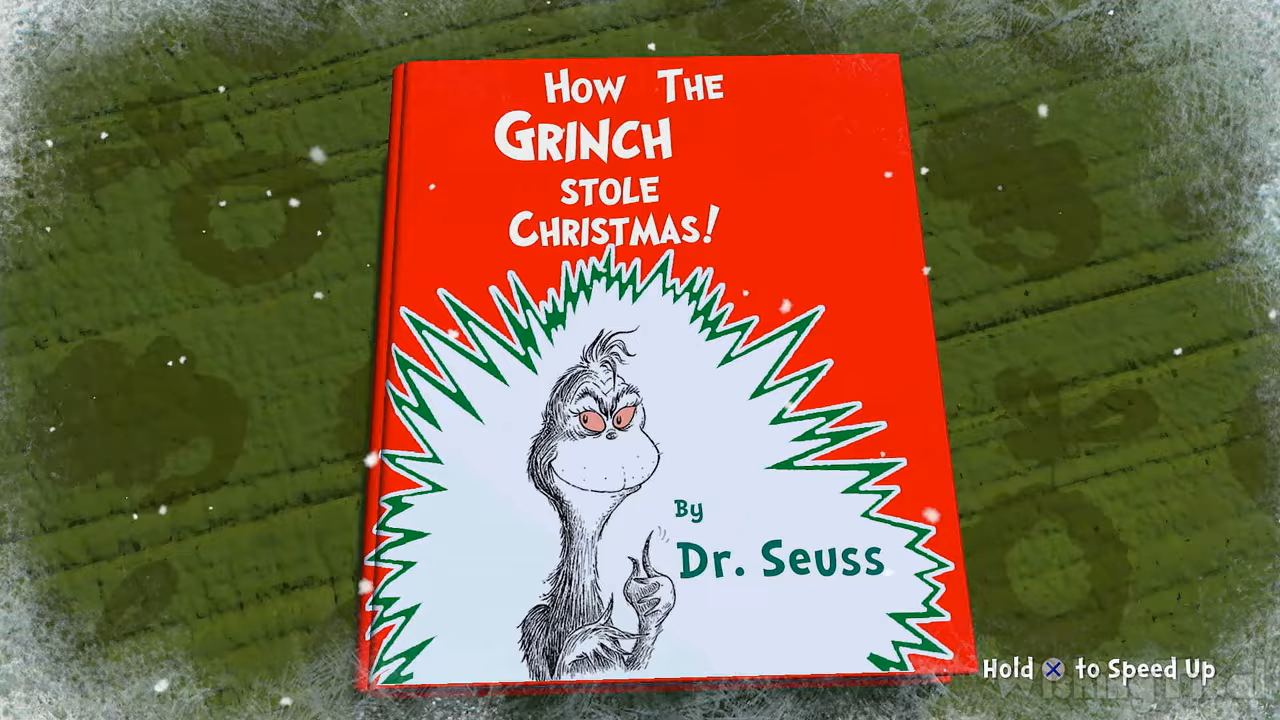 How The
Grinch
stole
Christmas!
By
Dr. Seuss
Hold ✕ to Speed Up